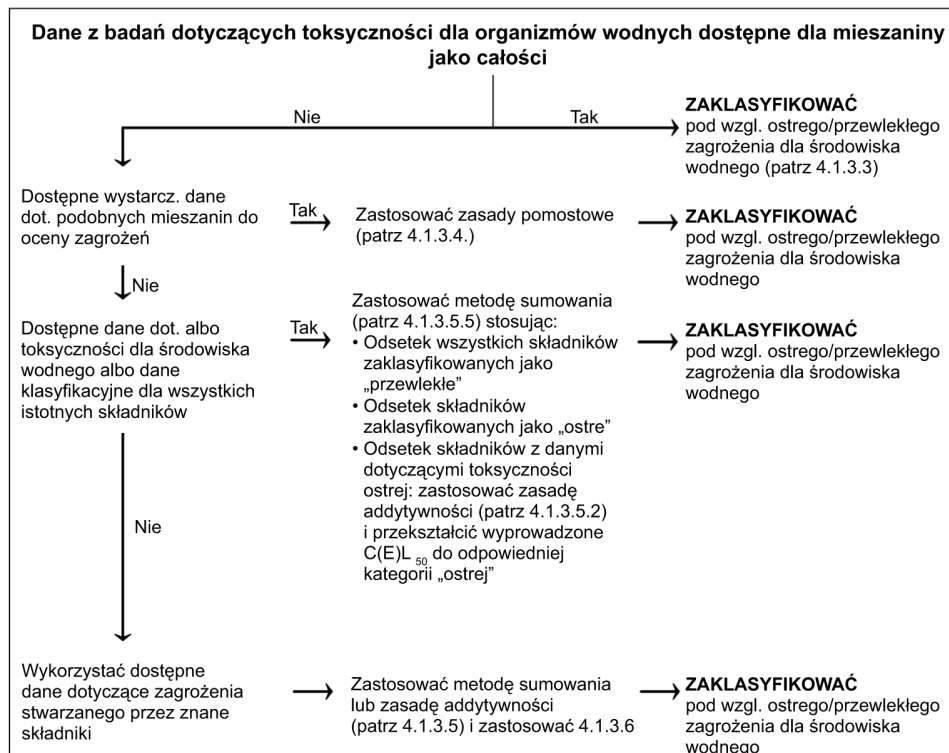 Dane z badań dotyczących toksyczności dla organizmów wodnych dostępne dla mieszaniny
jako całości
Nie
Tak
ZAKLASYFIKOWAĆ
pod wzgl. ostrego/przewlekłego
zagrożenia dla środowiska
wodnego (patrz 4.1.3.3)
Dostępne wystarcz. dane
dot. podobnych mieszanin do
oceny zagrożeń
Tak
Zastosować zasady pomostowe
(patrz 4.1.3.4.)
ZAKLASYFIKOWAĆ
pod wzgl. ostrego/przewlekłego
zagrożenia dla środowiska
wodnego
Nie
Dostępne dane dot. albo
toksyczności dla środowiska
wodnego albo dane
klasyfikacyjne dla wszystkich
istotnych składników
Tak
Zastosować metodę sumowania
(patrz 4.1.3.5.5) stosując:
• Odsetek wszystkich składników
zaklasyfikowanych jako
„przewlekłe”
• Odsetek składników
zaklasyfikowanych jako „ostre”
• Odsetek składników z danymi
dotyczącymi toksyczności
ostrej: zastosować zasadę
addytywności (patrz 4.1.3.5.2)
i przekształcić wyprowadzone
C(E)L 50 do odpowiedniej
kategorii „ostrej”
ZAKLASYFIKOWAĆ
pod wzgl. ostrego/przewlekłego
zagrożenia dla środowiska
wodnego
Nie
Wykorzystać dostępne
dane dotyczące zagrożenia
stwarzanego przez znane
składniki
Zastosować metodę sumowania
lub zasadę addytywności
(patrz 4.1.3.5) i zastosować 4.1.3.6
ZAKLASYFIKOWAĆ
pod wzgl. ostrego/przewlekłego
zagrożenia dla środowiska
wodnego